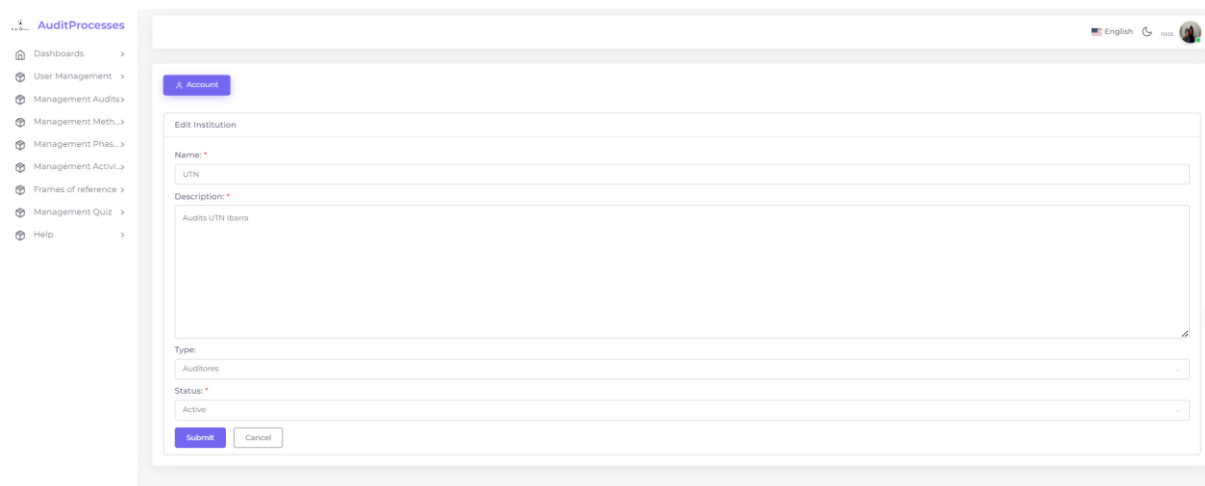 AuditProcesses
English
root
Dashboards
User Management
Management Audits
Management Meth...
Management Phas...
Management Activi...
Frames of reference
Management Quiz
Help
Account
Edit Institution
Name: *
UTN
Description: *
Audits UTN Ibarra
Type:
Auditores
Status: *
Active
Submit
Cancel